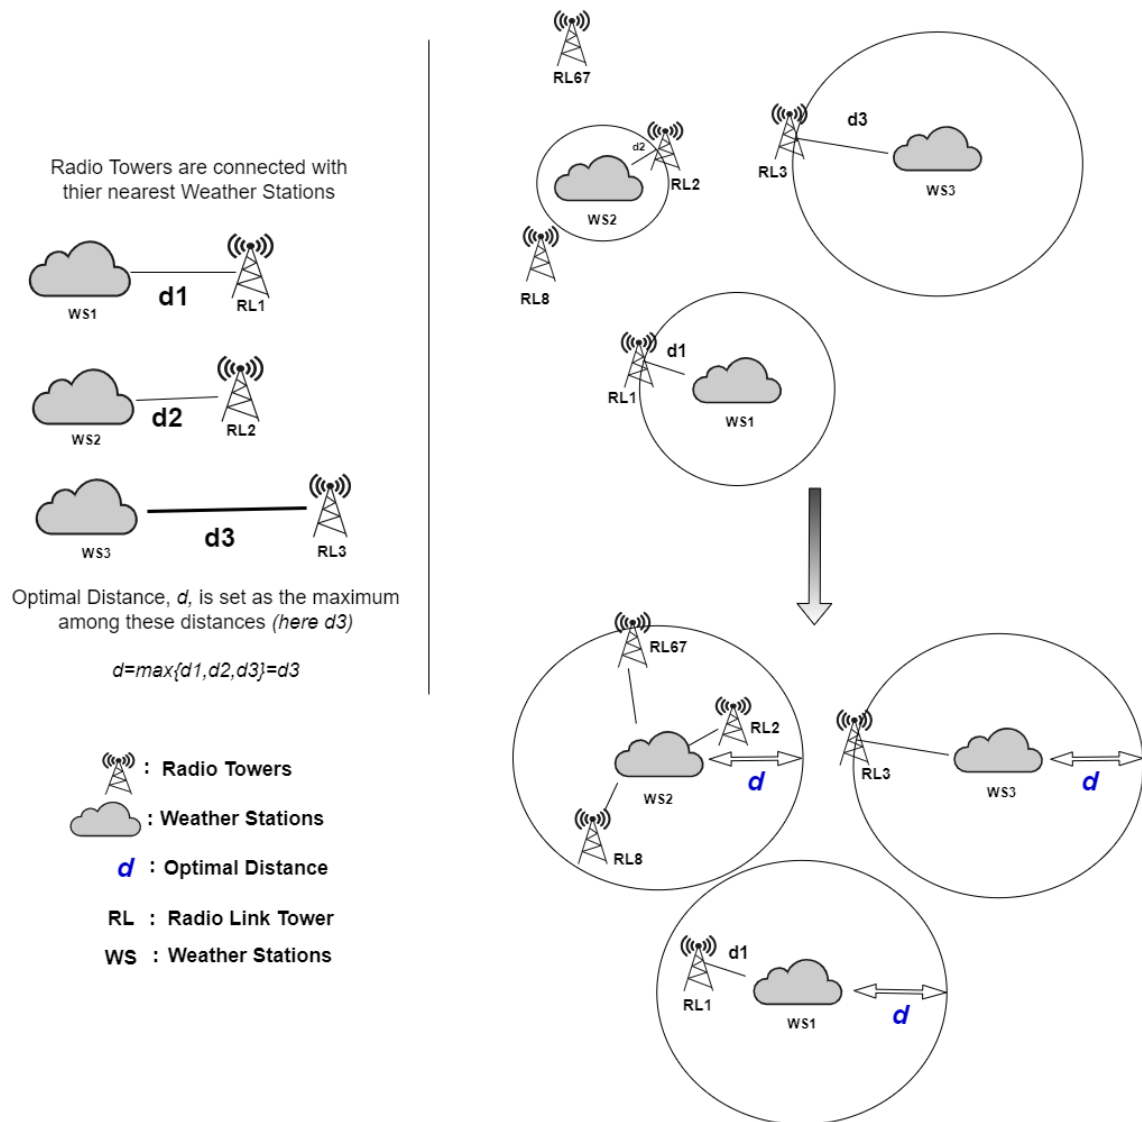 Radio Towers are connected with
thier nearest Weather Stations
WS1
d1
RL1
WS2
d2
RL2
WS3
d3
RL3
Optimal Distance, d, is set as the maximum
among these distances (here d3)
d=max{d1,d2,d3}=d3
: Radio Towers
: Weather Stations
d : Optimal Distance
RL : Radio Link Tower
WS : Weather Stations
RL67
d2
RL2
WS2
RL8
d3
RL3
WS3
d1
RL1
WS1
RL67
RL2
WS2
d
RL8
RL3
WS3
d
d1
RL1
WS1
d